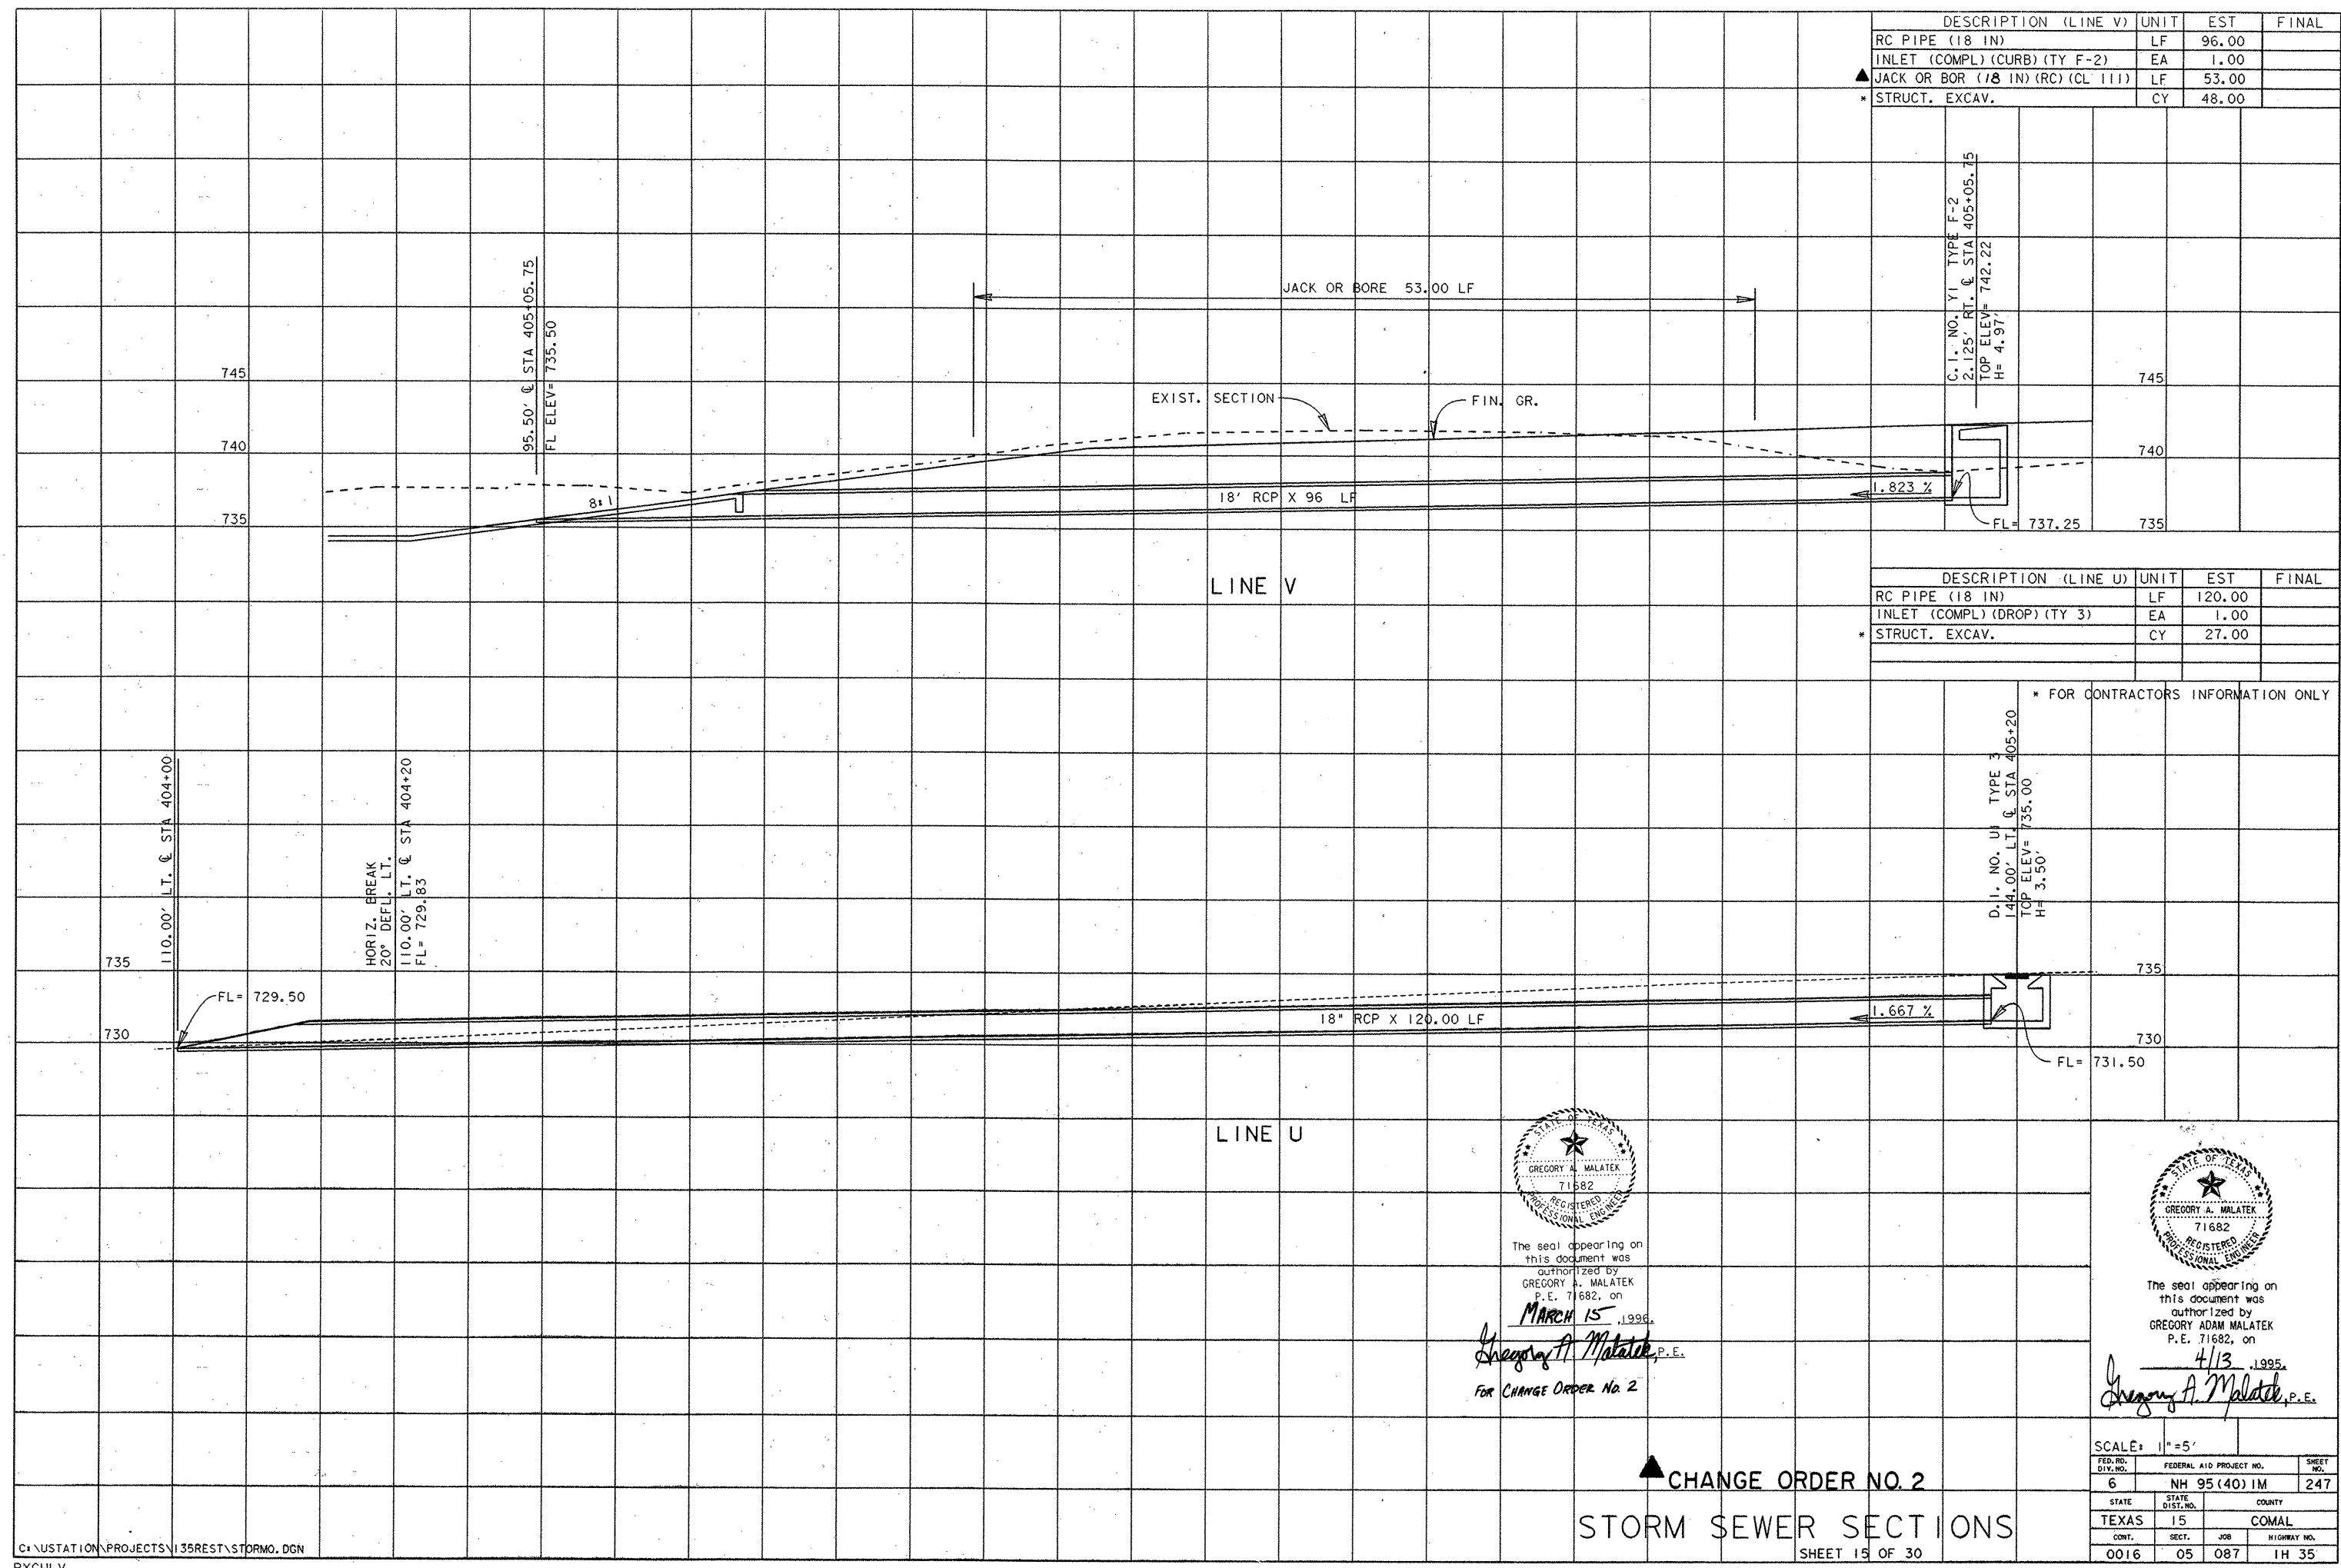 DESCRIPTION (LINE V) UNIT EST FINAL
RC PIPE (18 IN) LF 96.00
INLET (COMPL) (CURB) (TY F-2) EA 1.00
▲ JACK OR BOR (18 IN) (RC) (CL III) LF 53.00
* STRUCT. EXCAV. CY 48.00
95.50' ℄ STA 405+05.75
FL ELEV= 735.50
JACK OR BORE 53.00 LF
C.I. NO. Y1 TYPE F-2
2.125' RT. ℄ STA 405+05.75
TOP ELEV= 742.22
H= 4.97'
745
745
EXIST. SECTION
FIN. GR.
740
740
8:1
18' RCP X 96 LF
1.823 %
735
FL= 737.25
735
LINE V
DESCRIPTION (LINE U) UNIT EST FINAL
RC PIPE (18 IN) LF 120.00
INLET (COMPL) (DROP) (TY 3) EA 1.00
* STRUCT. EXCAV. CY 27.00
* FOR CONTRACTORS INFORMATION ONLY
110.00' LT. ℄ STA 404+00
HORIZ. BREAK
20° DEFL. LT.
110.00' LT. ℄ STA 404+20
FL= 729.83
D.I. NO. U1 TYPE 3
144.00' LT. ℄ STA 405+20
TOP ELEV= 735.00
H= 3.50'
735
735
FL= 729.50
18" RCP X 120.00 LF
1.667 %
730
730
FL= 731.50
LINE U
STATE OF TEXAS
GREGORY A. MALATEK
71682
REGISTERED
PROFESSIONAL ENGINEER
The seal appearing on
this document was
authorized by
GREGORY A. MALATEK
P.E. 71682, on
MARCH 15 ,1996.
Gregory A. Malatek, P.E.
FOR CHANGE ORDER NO. 2
STATE OF TEXAS
GREGORY A. MALATEK
71682
REGISTERED
PROFESSIONAL ENGINEER
The seal appearing on
this document was
authorized by
GREGORY ADAM MALATEK
P.E. 71682, on
4/13 ,1995.
Gregory A. Malatek, P.E.
▲ CHANGE ORDER NO. 2
STORM SEWER SECTIONS
SHEET 15 OF 30
SCALE: 1"=5'
FED. RD. DIV. NO. FEDERAL AID PROJECT NO. SHEET NO.
6 NH 95(40)IM 247
STATE STATE DIST. NO. COUNTY
TEXAS 15 COMAL
CONT. SECT. JOB HIGHWAY NO.
0016 05 087 IH 35
C:\USTATION\PROJECTS\I35REST\STORMO.DGN